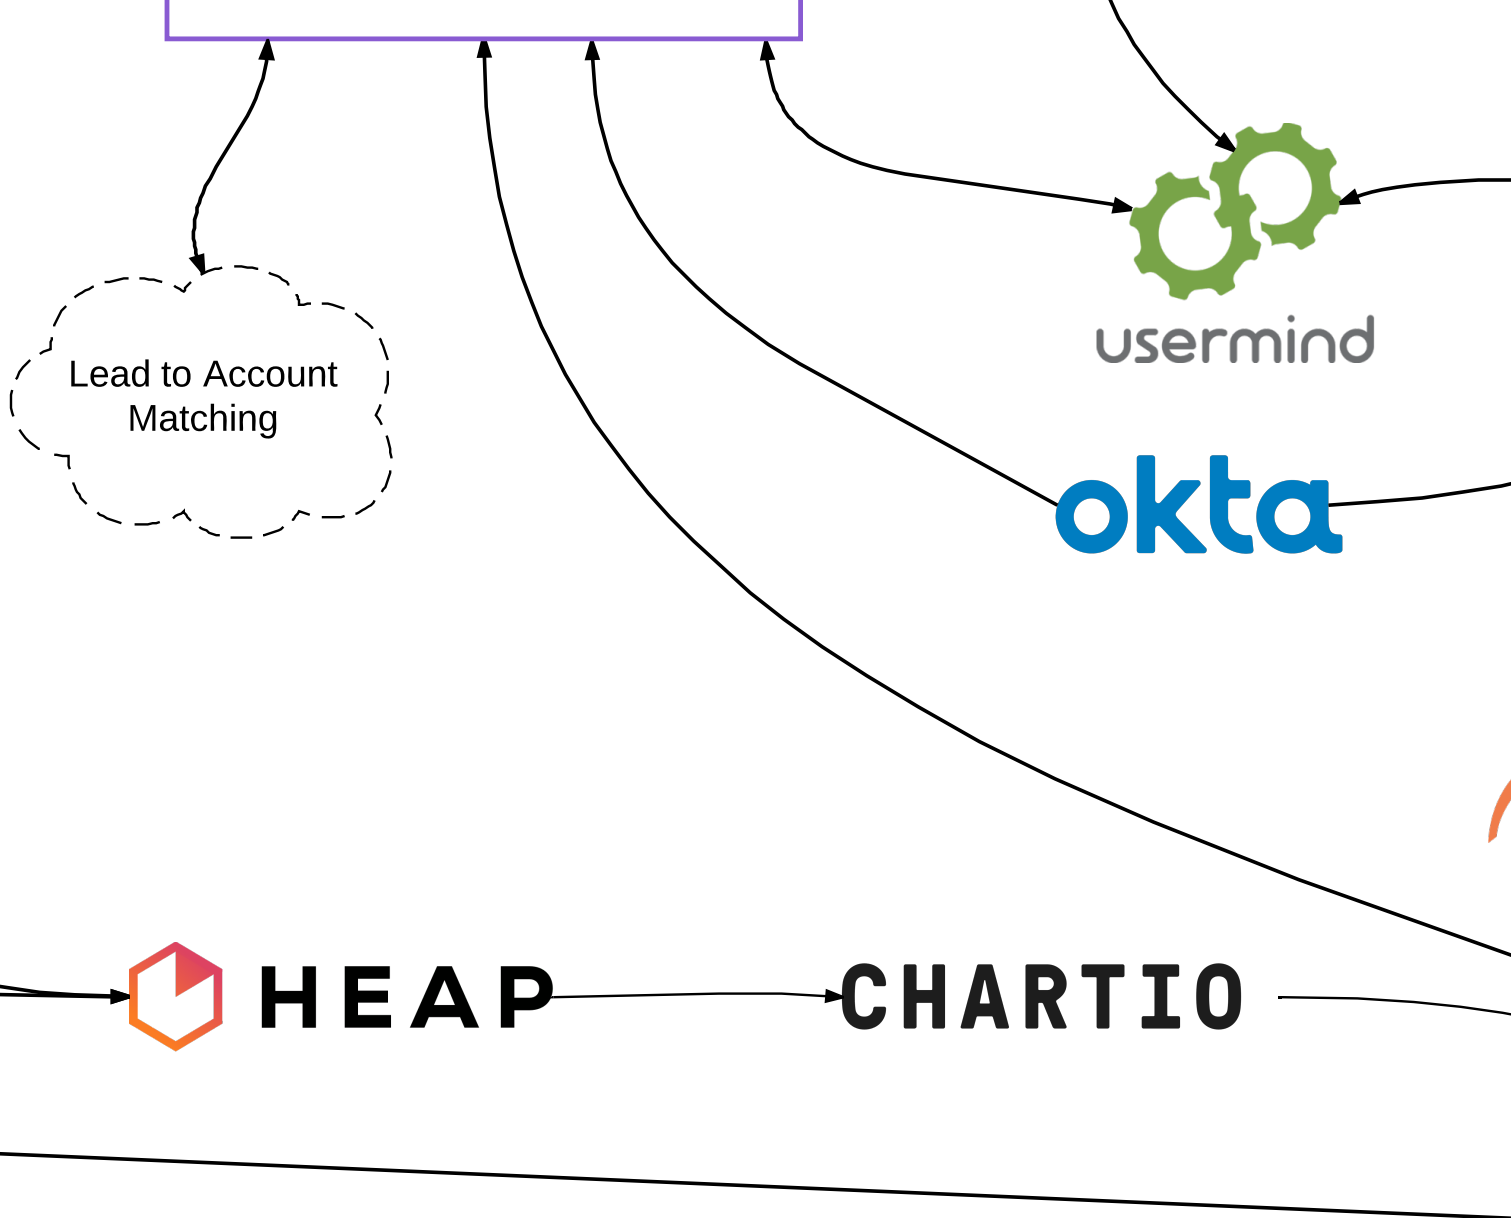 usermind
Lead to Account
Matching
okta
HEAP
CHARTIO